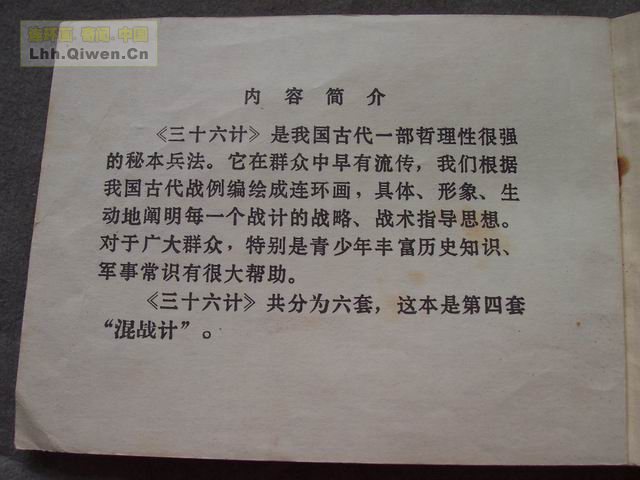 连环画.奇闻.中国
Lhh.Qiwen.Cn
内容简介
《三十六计》是我国古代一部哲理性很强
的秘本兵法。它在群众中早有流传，我们根据
我国古代战例编绘成连环画，具体、形象、生
动地阐明每一个战计的战略、战术指导思想。
对于广大群众，特别是青少年丰富历史知识、
军事常识有很大帮助。
《三十六计》共分为六套，这本是第四套
“混战计”。